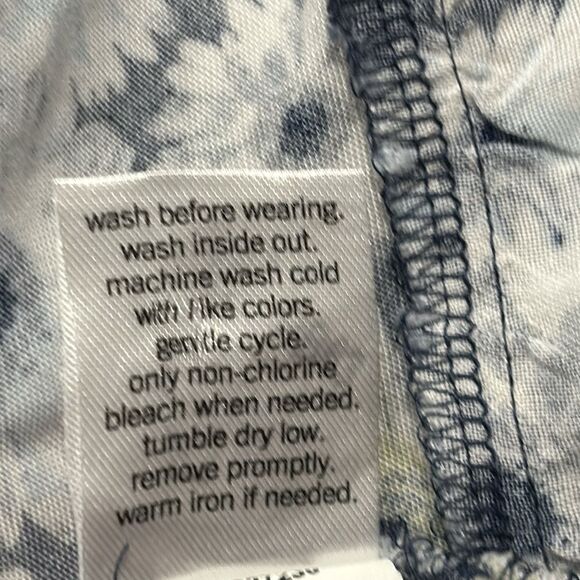 wash before wearing.
wash inside out.
machine wash cold
with like colors.
gentle cycle.
only non-chlorine
bleach when needed.
tumble dry low.
remove promptly.
warm iron if needed.